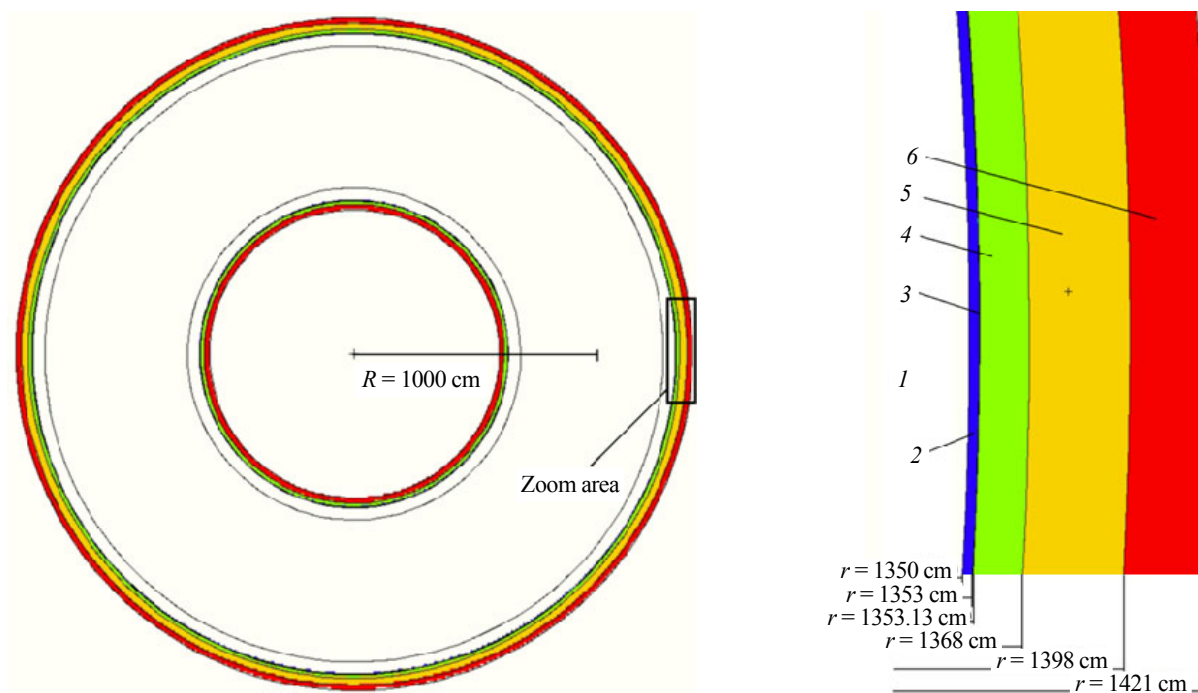 R = 1000 cm
Zoom area
6
5
4
3
1
2
r = 1350 cm
r = 1353 cm
r = 1353.13 cm
r = 1368 cm
r = 1398 cm
r = 1421 cm